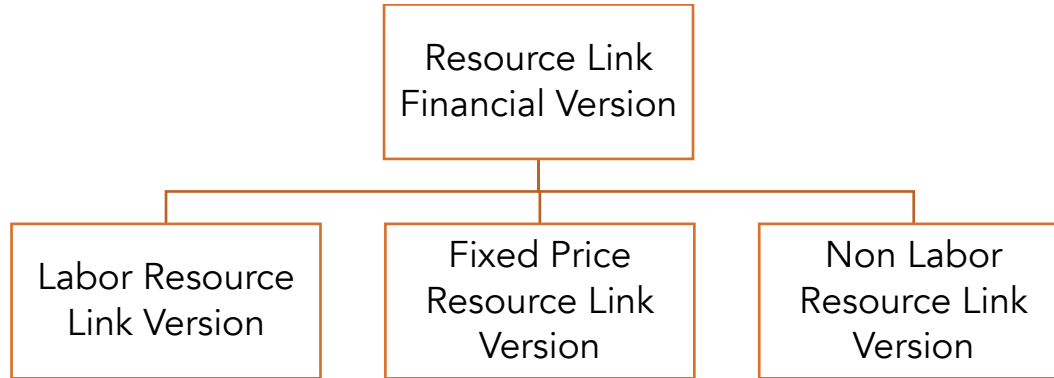 Resource Link
Financial Version
Labor Resource
Link Version
Fixed Price
Resource Link
Version
Non Labor
Resource Link
Version